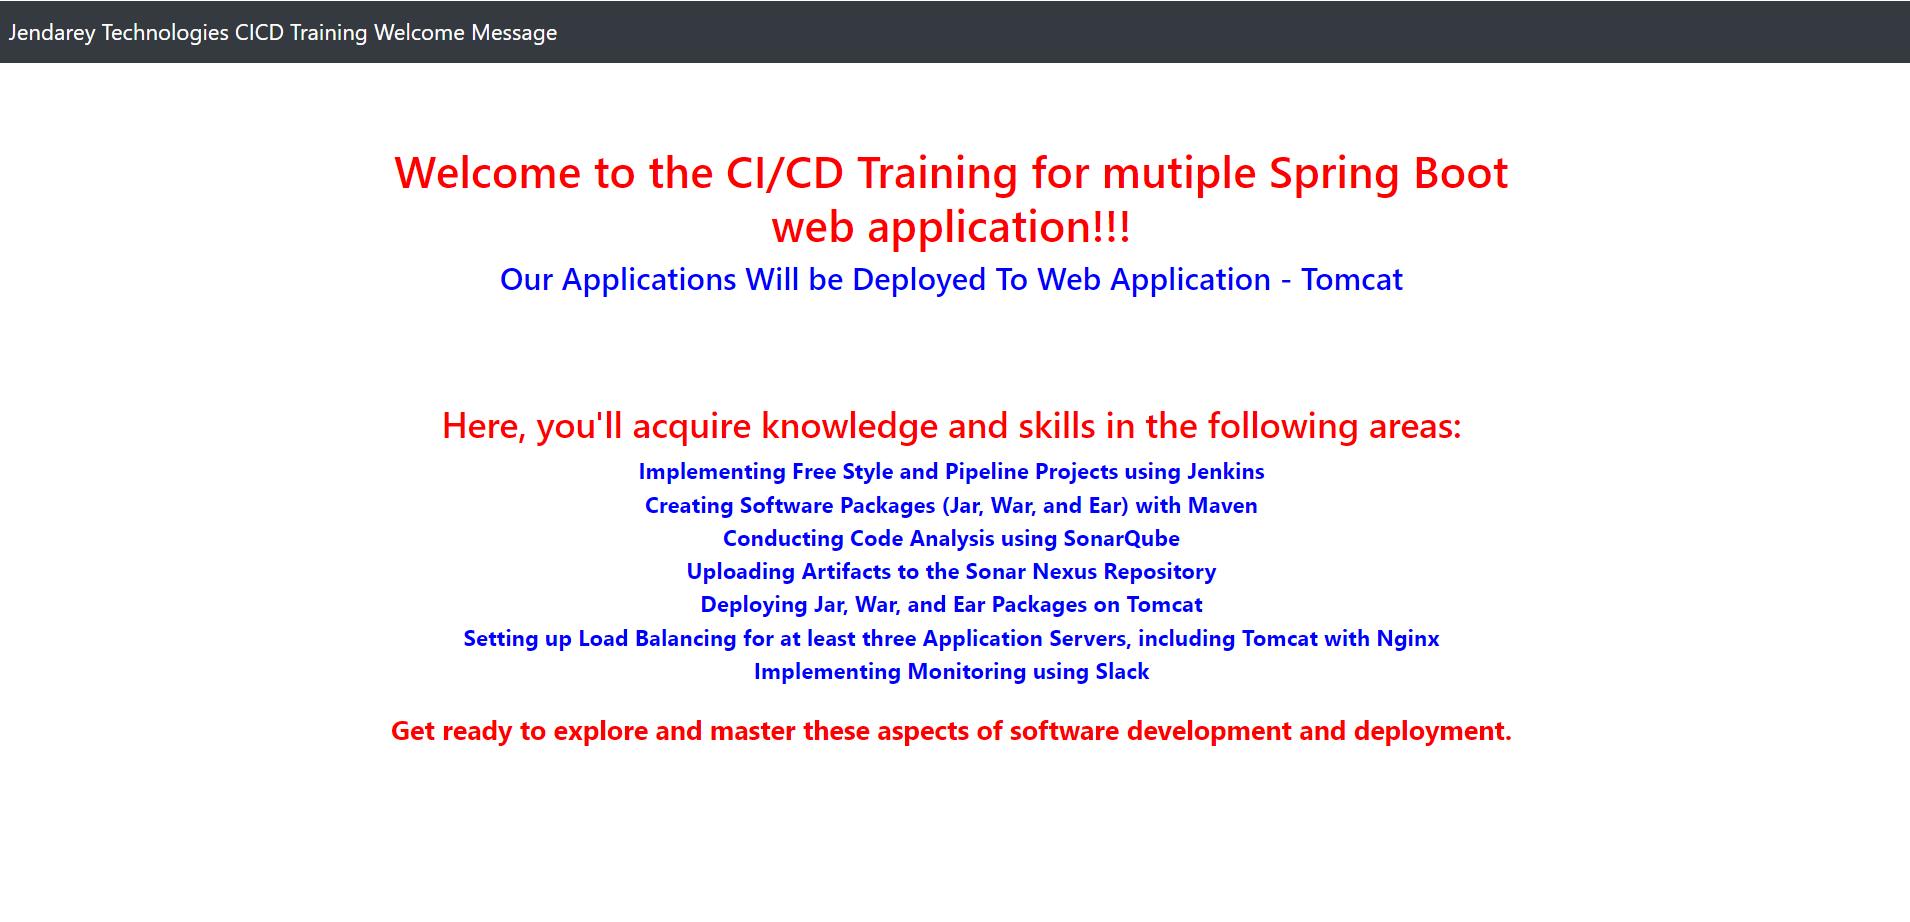 Jendarey Technologies CICD Training Welcome Message
Welcome to the CI/CD Training for mutiple Spring Boot
web application!!!
Our Applications Will be Deployed To Web Application - Tomcat
Here, you'll acquire knowledge and skills in the following areas:
Implementing Free Style and Pipeline Projects using Jenkins
Creating Software Packages (Jar, War, and Ear) with Maven
Conducting Code Analysis using SonarQube
Uploading Artifacts to the Sonar Nexus Repository
Deploying Jar, War, and Ear Packages on Tomcat
Setting up Load Balancing for at least three Application Servers, including Tomcat with Nginx
Implementing Monitoring using Slack
Get ready to explore and master these aspects of software development and deployment.